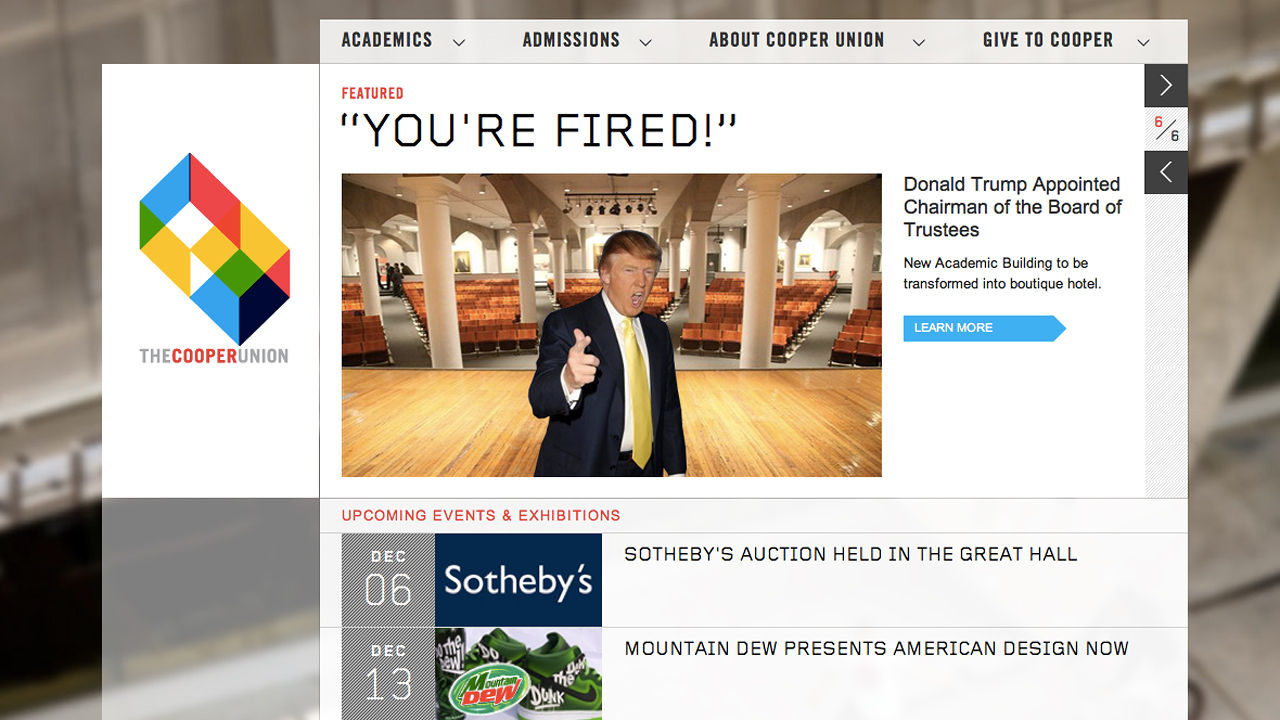 ACADEMICS
ADMISSIONS
ABOUT COOPER UNION
GIVE TO COOPER
FEATURED
“YOU'RE FIRED!”
6/6
Donald Trump Appointed
Chairman of the Board of
Trustees
New Academic Building to be
transformed into boutique hotel.
LEARN MORE
THECOOPERUNION
UPCOMING EVENTS & EXHIBITIONS
DEC
06
Sotheby's
SOTHEBY'S AUCTION HELD IN THE GREAT HALL
DEC
13
Mountain
DEW
MOUNTAIN DEW PRESENTS AMERICAN DESIGN NOW